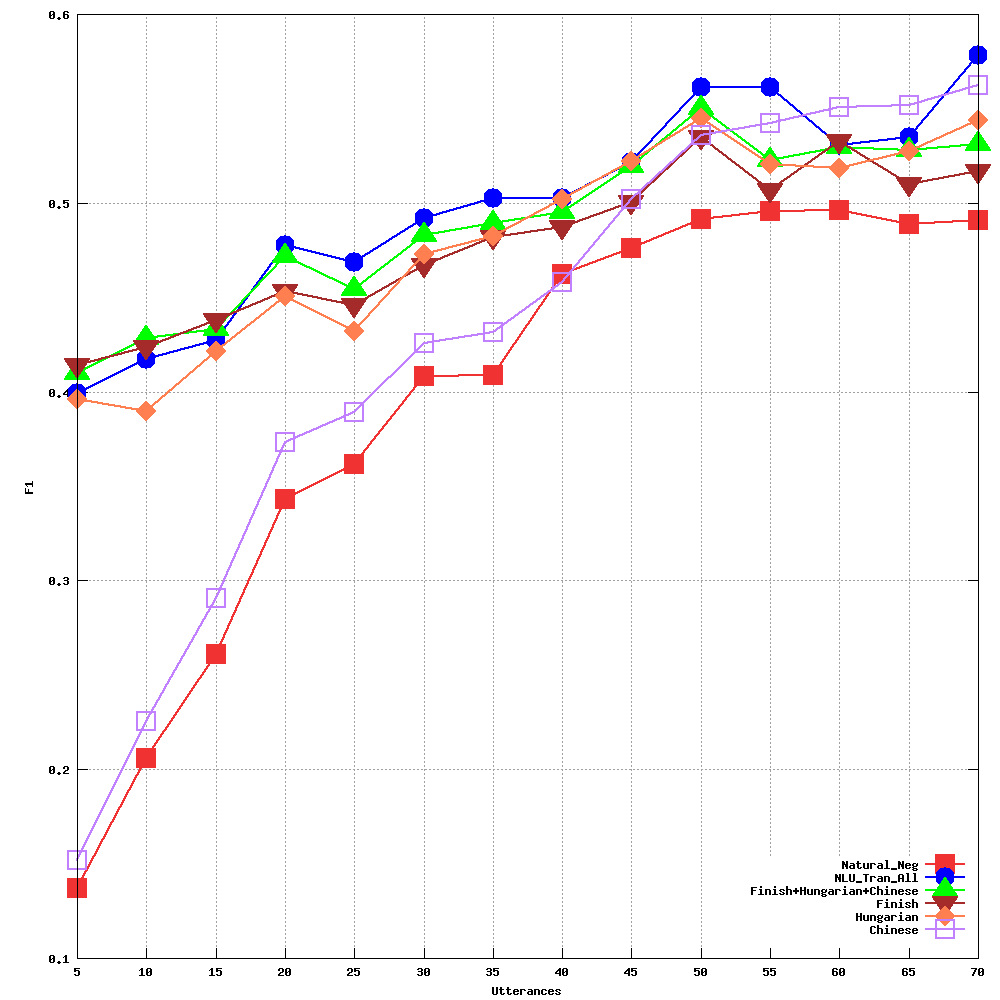 0.6
0.5
0.4
0.3
0.2
0.1
F1
5 10 15 20 25 30 35 40 45 50 55 60 65 70
Utterances
Natural_Neg
NLU_Tran_All
Finish+Hungarian+Chinese
Finish
Hungarian
Chinese